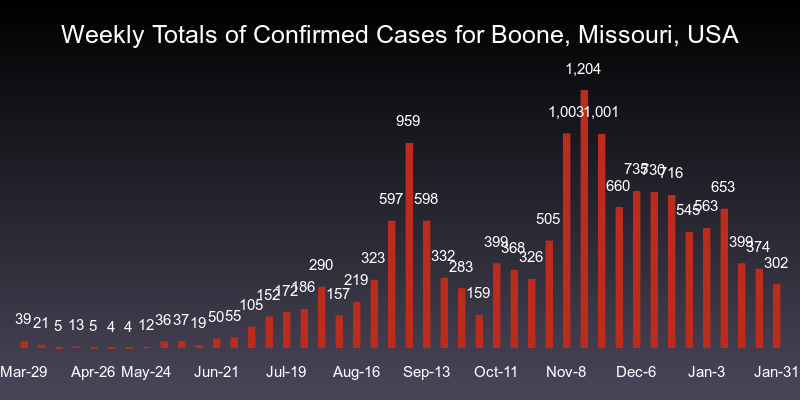 Weekly Totals of Confirmed Cases for Boone, Missouri, USA
39 21 5 13 5 4 4 12 36 37 19 50 55 105 152 172 186 290 157 219 323 597 959 598 332 283 159 399 368 326 505 1,003 1,204 1,001 660 735 730 716 545 563 653 399 374 302
Mar-29 Apr-26 May-24 Jun-21 Jul-19 Aug-16 Sep-13 Oct-11 Nov-8 Dec-6 Jan-3 Jan-31